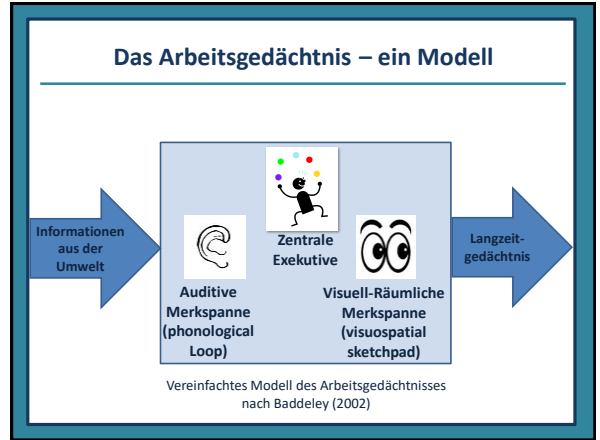 Das Arbeitsgedächtnis – ein Modell
Informationen
aus der
Umwelt
Zentrale
Exekutive
Auditive
Merkspanne
(phonological
Loop)
Visuell-Räumliche
Merkspanne
(visuospatial
sketchpad)
Langzeit-
gedächtnis
Vereinfachtes Modell des Arbeitsgedächtnisses
nach Baddeley (2002)